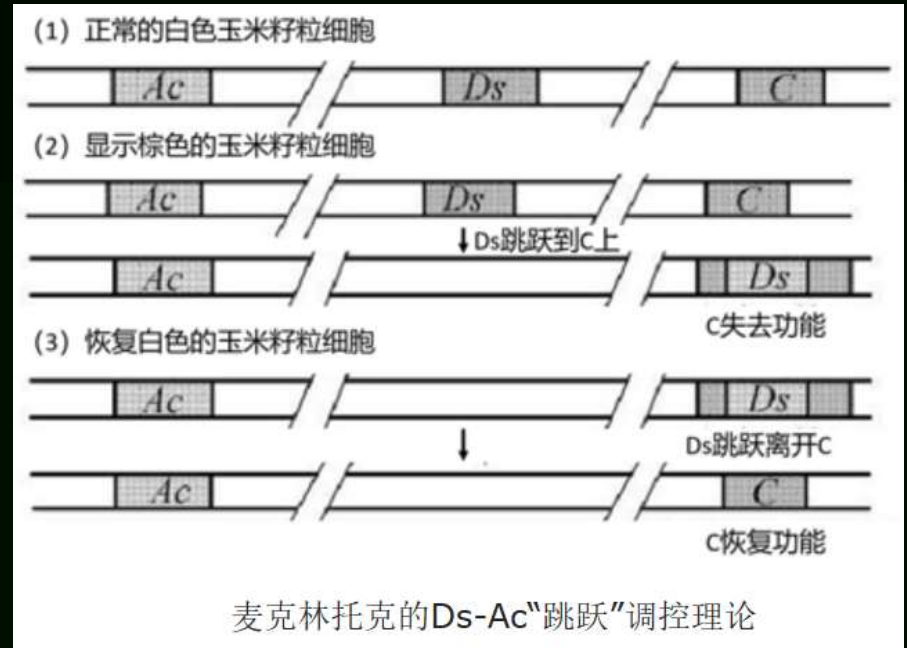 (1) 正常的白色玉米籽粒细胞
Ac Ds C
(2) 显示棕色的玉米籽粒细胞
Ac Ds C
Ds跳跃到C上
Ac Ds
C失去功能
(3) 恢复白色的玉米籽粒细胞
Ac Ds
Ds跳跃离开C
Ac C
C恢复功能
麦克林托克的Ds-Ac“跳跃”调控理论